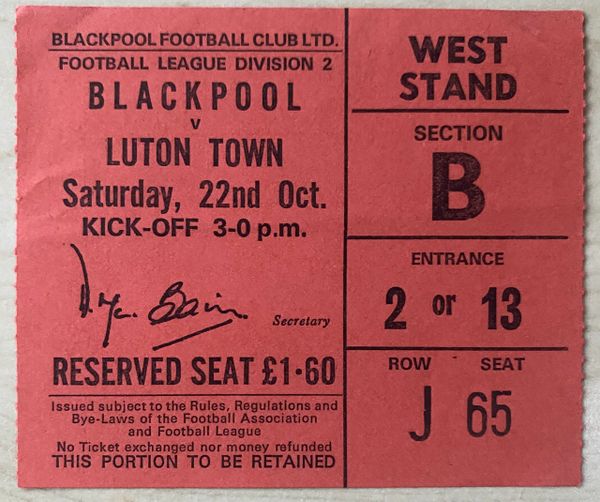 BLACKPOOL FOOTBALL CLUB LTD.
FOOTBALL LEAGUE DIVISION 2
BLACKPOOL
v
LUTON TOWN
Saturday, 22nd Oct.
KICK-OFF 3-0 p.m.
Secretary
RESERVED SEAT £1·60
Issued subject to the Rules, Regulations and
Bye-Laws of the Football Association
and Football League
No Ticket exchanged nor money refunded
THIS PORTION TO BE RETAINED
WEST
STAND
SECTION
B
ENTRANCE
2 or 13
ROW SEAT
J 65